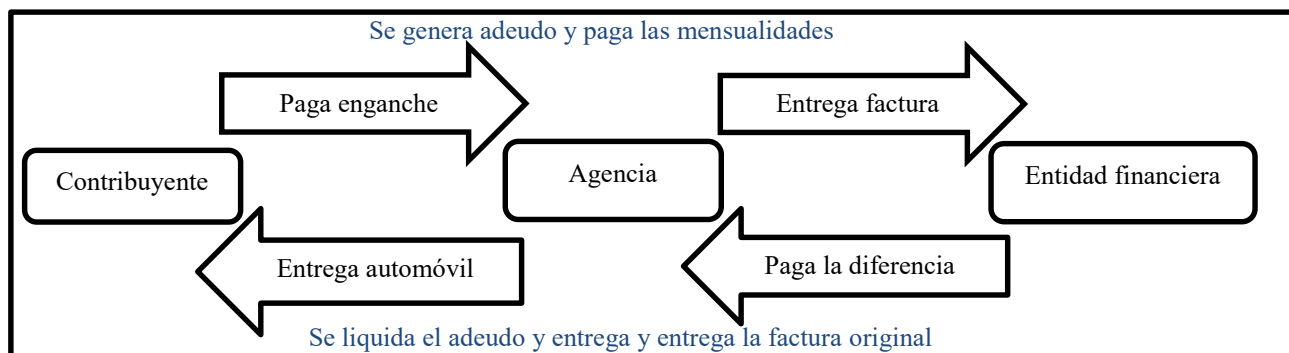 Se genera adeudo y paga las mensualidades
Paga enganche
Entrega factura
Contribuyente
Agencia
Entidad financiera
Entrega automóvil
Paga la diferencia
Se liquida el adeudo y entrega y entrega la factura original